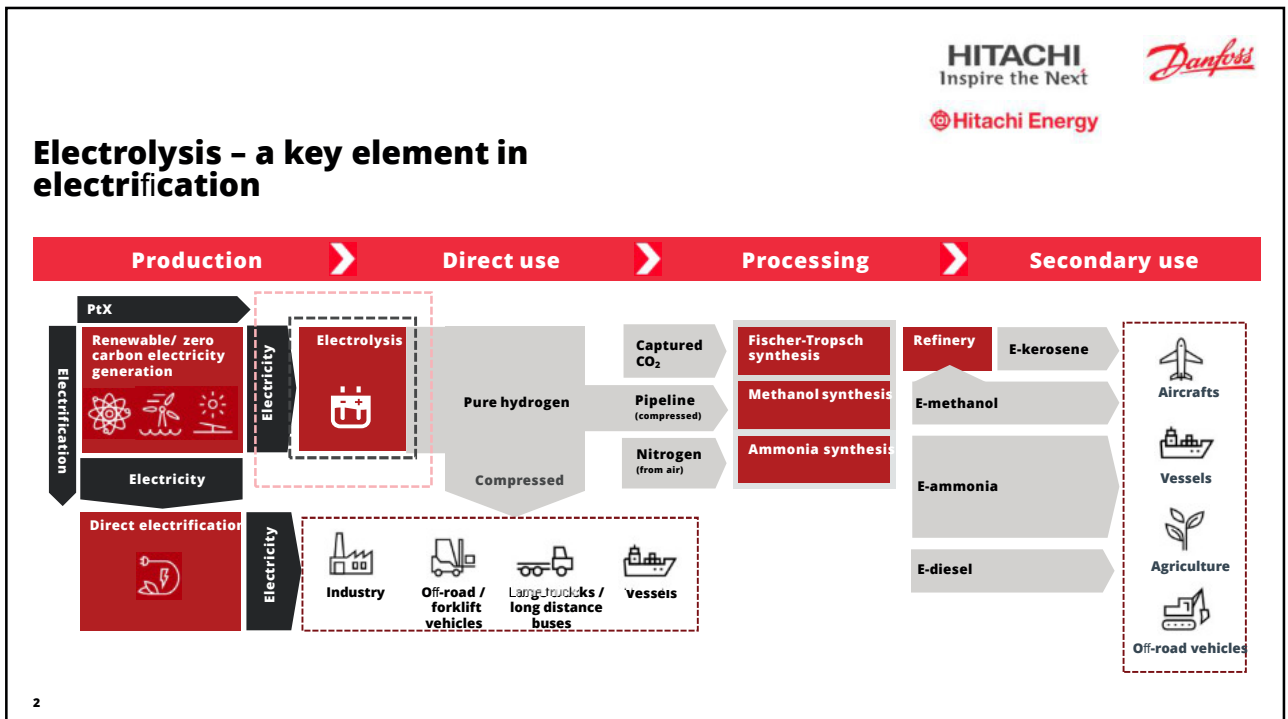 HITACHI
Inspire the Next
Danfoss
Hitachi Energy
Electrolysis – a key element in
electrification
Production
Direct use
Processing
Secondary use
PtX
Electrification
Renewable/ zero
carbon electricity
generation
Electricity
Electrolysis
Pure hydrogen
Compressed
Captured
CO₂
Pipeline
(compressed)
Nitrogen
(from air)
Fischer-Tropsch
synthesis
Methanol synthesis
Ammonia synthesis
Refinery
E-kerosene
E-methanol
E-ammonia
E-diesel
Aircrafts
Vessels
Agriculture
Off-road vehicles
Electricity
Direct electrification
Electricity
Industry
Off-road /
forklift
vehicles
/
long distance
buses
Vessels
2